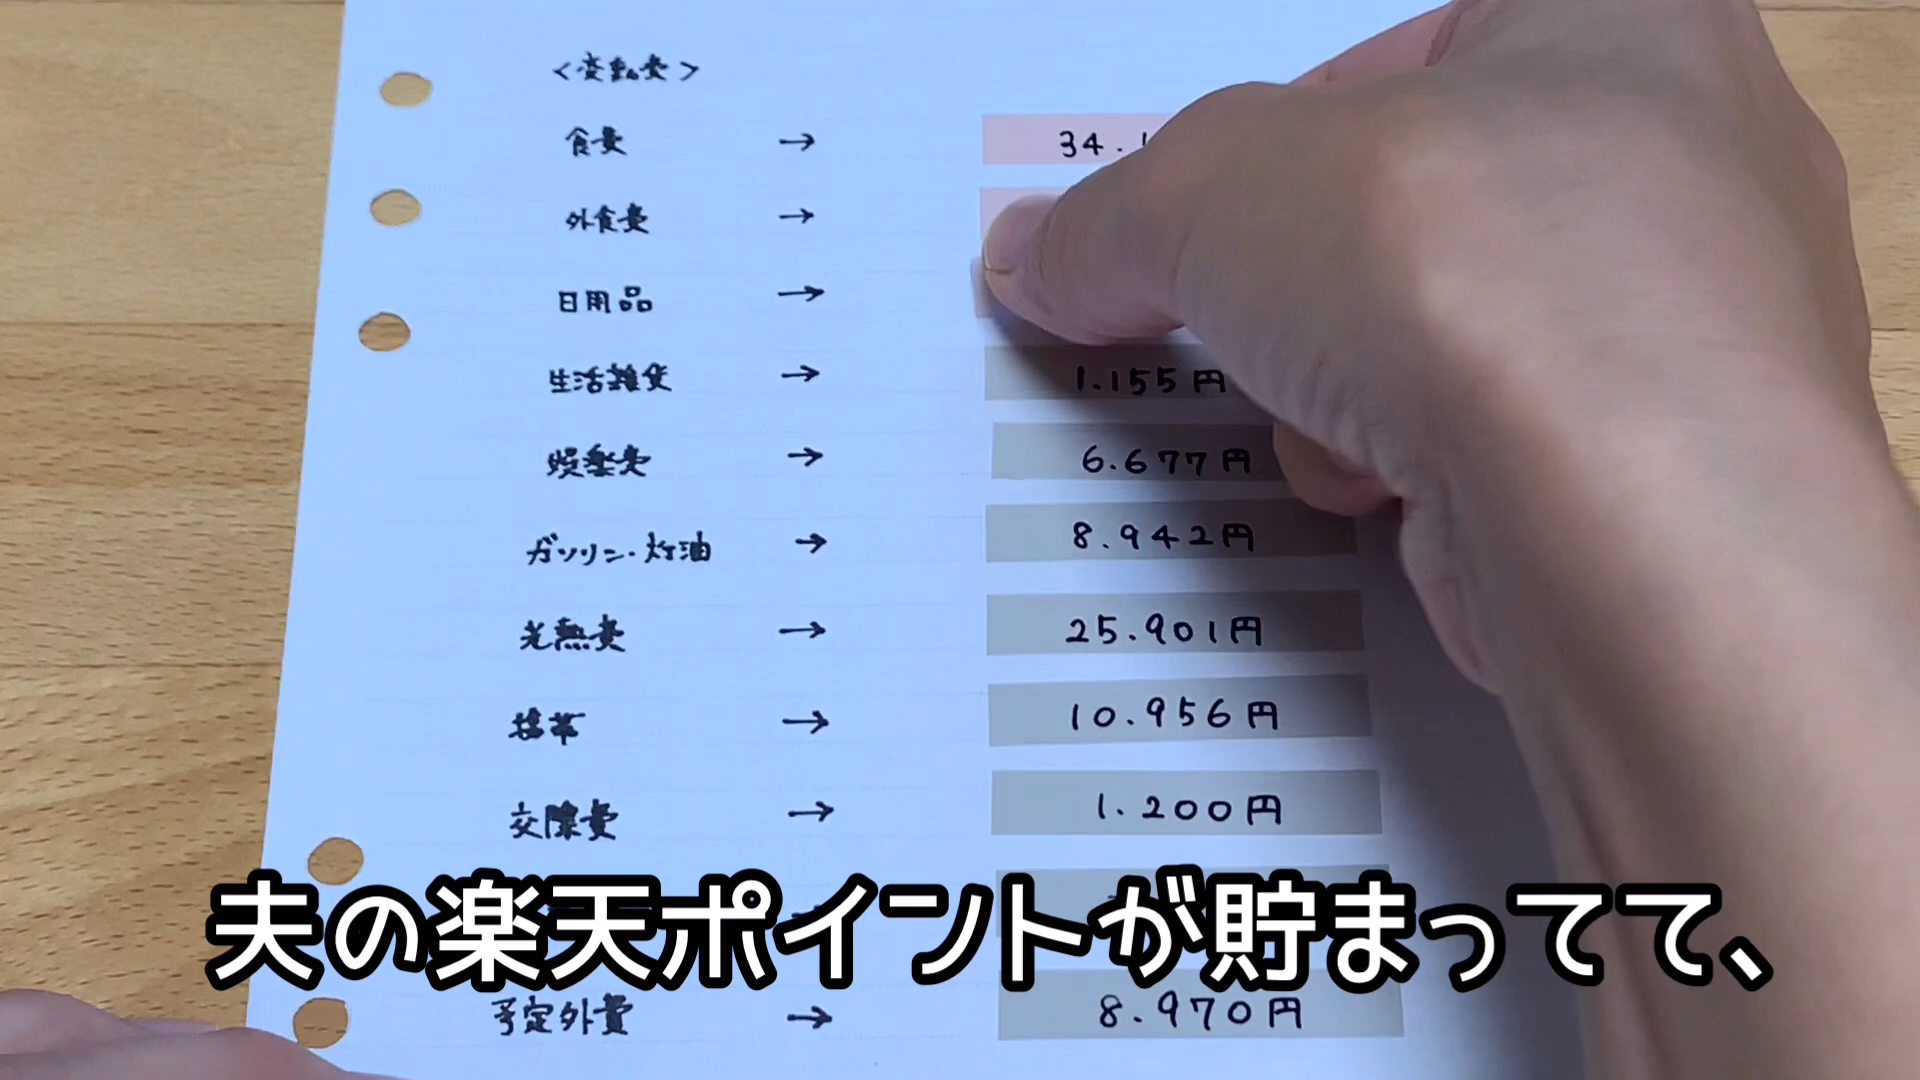 <変動費>
食費 → 34.1
外食費 →
日用品 →
生活雑貨 → 1.155円
娯楽費 → 6.677円
ガソリン・灯油 → 8.942円
光熱費 → 25.901円
携帯 → 10.956円
交際費 → 1.200円
夫の楽天ポイントが貯まってて、
予定外費 → 8.970円